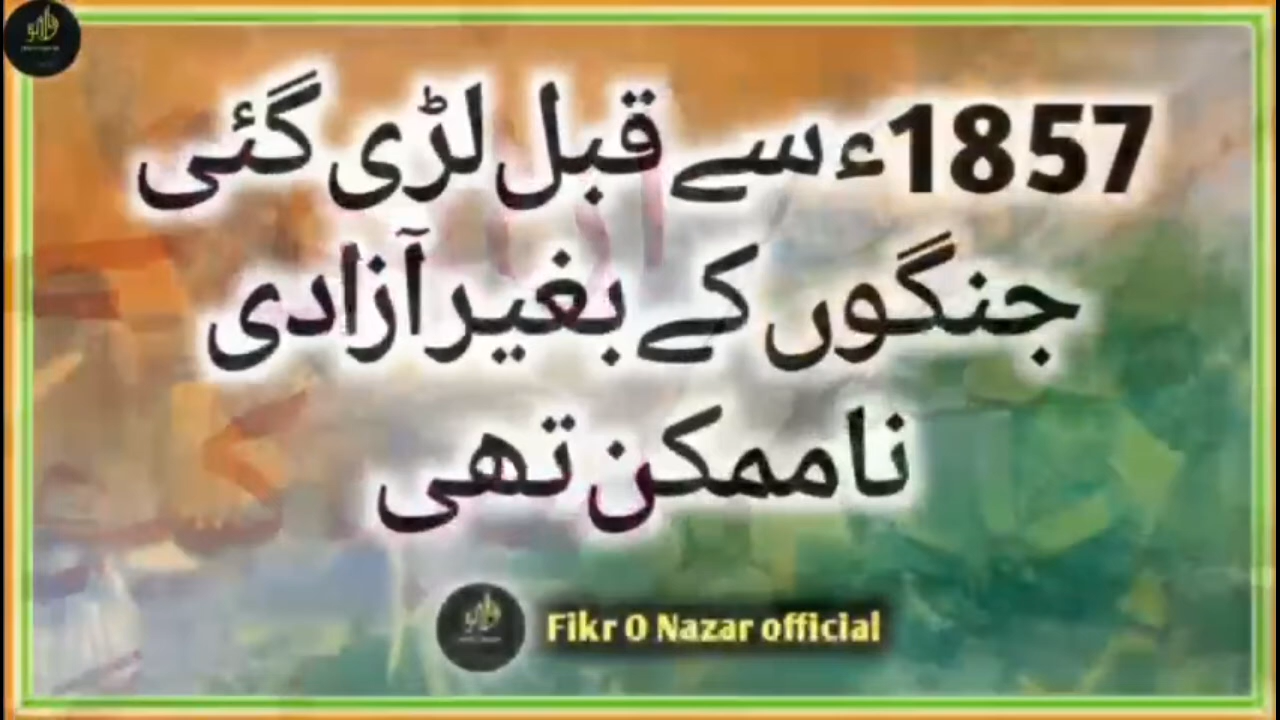 1857ء سے قبل لڑی گئی
جنگوں کے بغیر آزادی
ناممکن تھی
Fikr O Nazar official